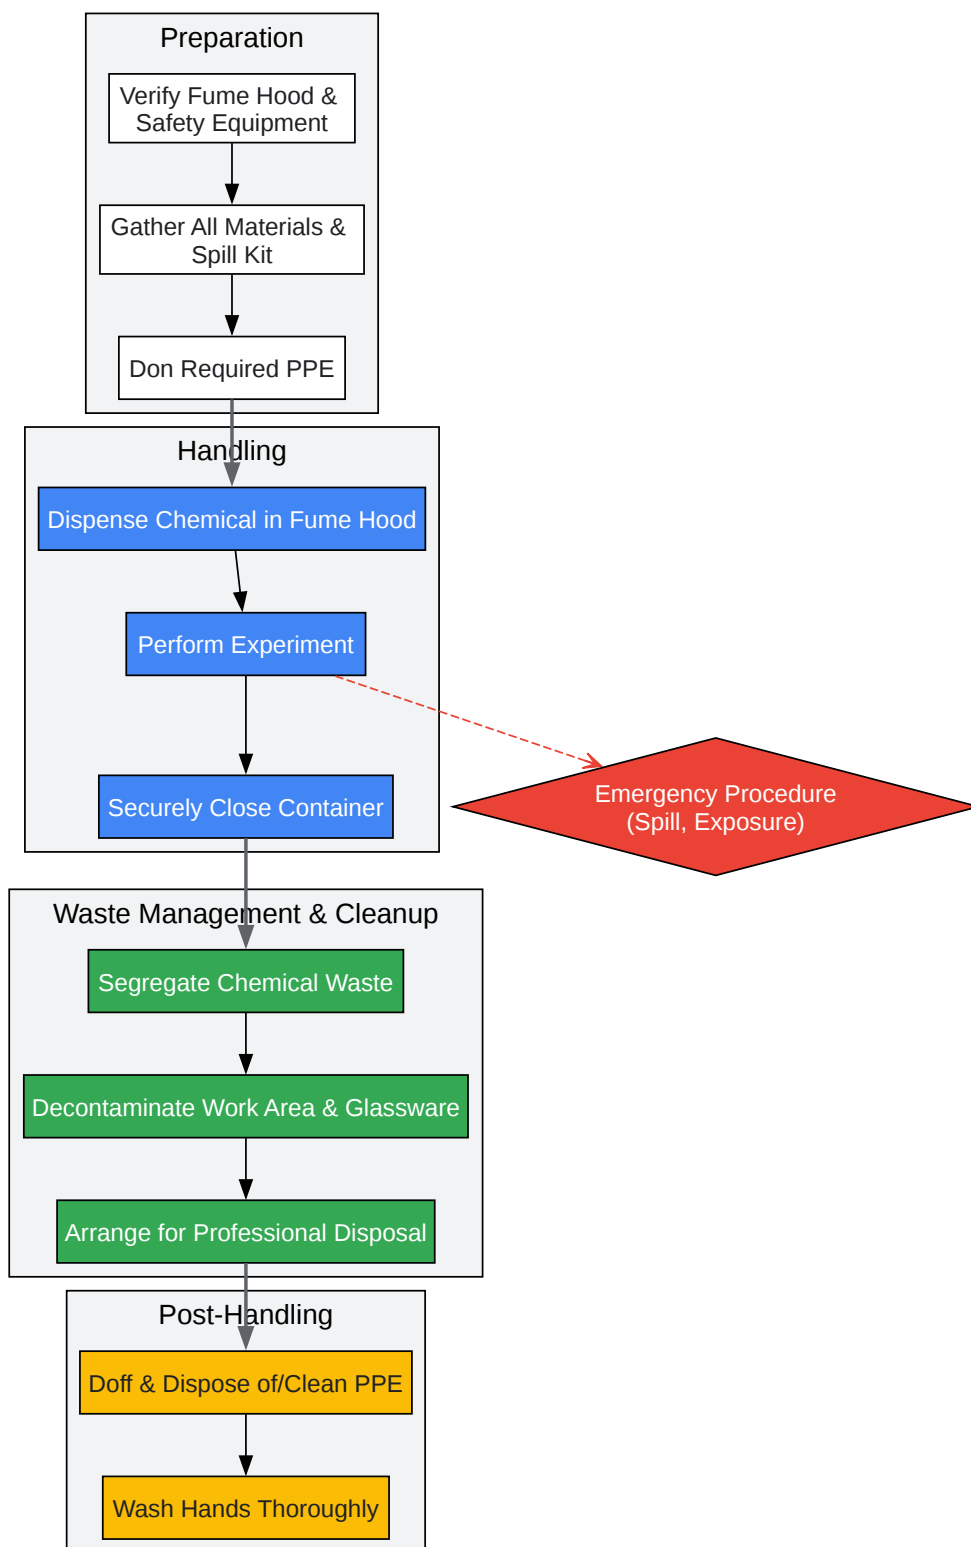 Preparation
Verify Fume Hood &
Safety Equipment
Gather All Materials &
Spill Kit
Don Required PPE
Handling
Dispense Chemical in Fume Hood
Perform Experiment
Securely Close Container
Emergency Procedure
(Spill, Exposure)
Waste Management & Cleanup
Segregate Chemical Waste
Decontaminate Work Area & Glassware
Arrange for Professional Disposal
Post-Handling
Doff & Dispose of/Clean PPE
Wash Hands Thoroughly